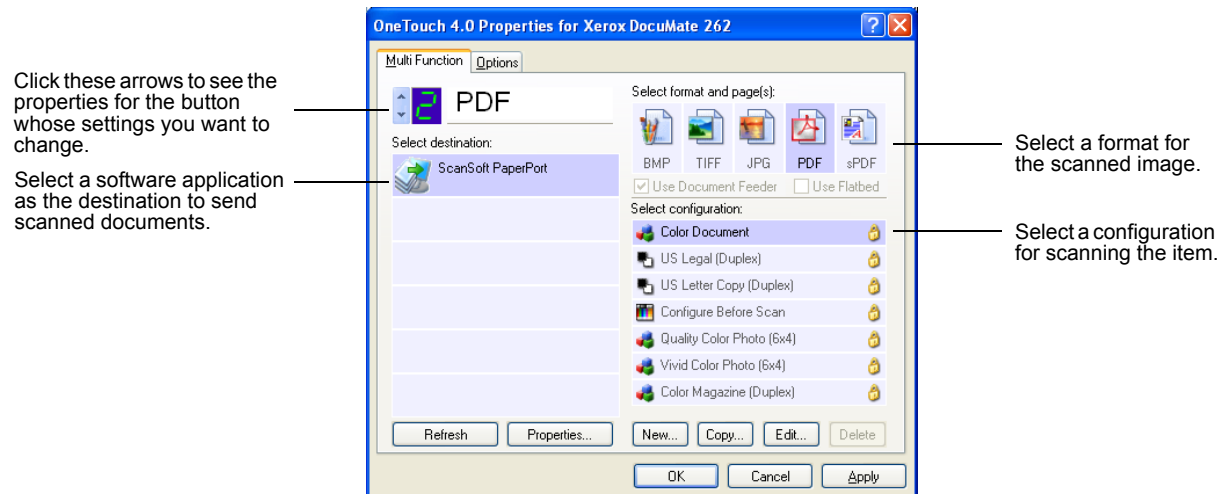 OneTouch 4.0 Properties for Xerox DocuMate 262
Multi Function
Options
Click these arrows to see the
properties for the button
whose settings you want to
change.
Select a software application
as the destination to send
scanned documents.
2 PDF
Select destination:
ScanSoft PaperPort
Refresh
Properties...
Select format and page(s):
BMP TIFF JPG PDF sPDF
Use Document Feeder
Use Flatbed
Select configuration:
Color Document
US Legal (Duplex)
US Letter Copy (Duplex)
Configure Before Scan
Quality Color Photo (6x4)
Vivid Color Photo (6x4)
Color Magazine (Duplex)
New...
Copy...
Edit...
Delete
OK
Cancel
Apply
Select a format for
the scanned image.
Select a configuration
for scanning the item.